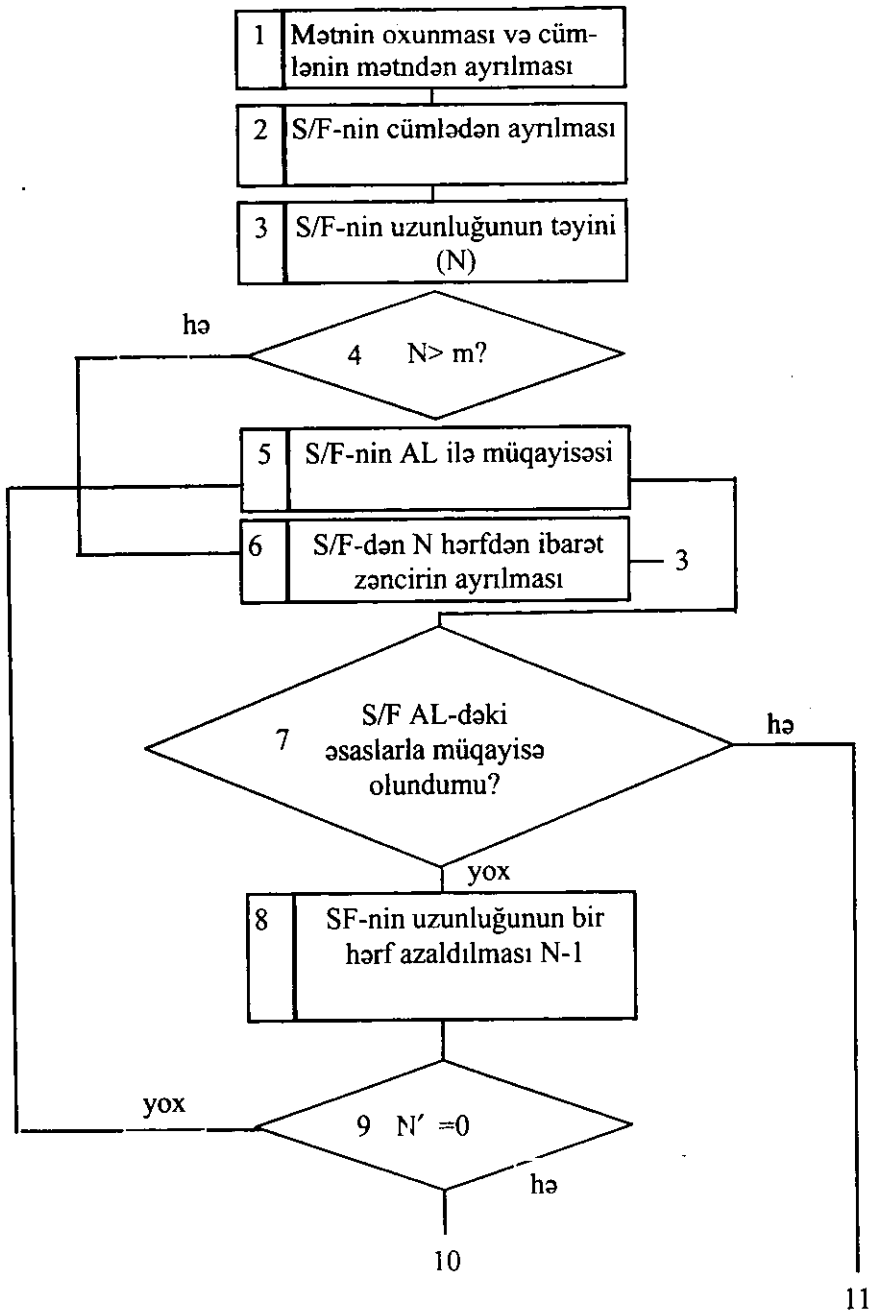 1 Mətnin oxunması və cüm-
lənin mətndən ayrılması
2 S/F-nin cümlədən ayrılması
3 S/F-nin uzunluğunun təyini
(N)
hə
4 N> m?
5 S/F-nin AL ilə müqayisəsi
6 S/F-dən N hərfdən ibarət
zəncirin ayrılması
3
7 S/F AL-dəki
əsaslarla müqayisə
olundumu?
hə
yox
8 SF-nin uzunluğunun bir
hərf azaldılması N-1
yox
9 N′ =0
hə
10
11